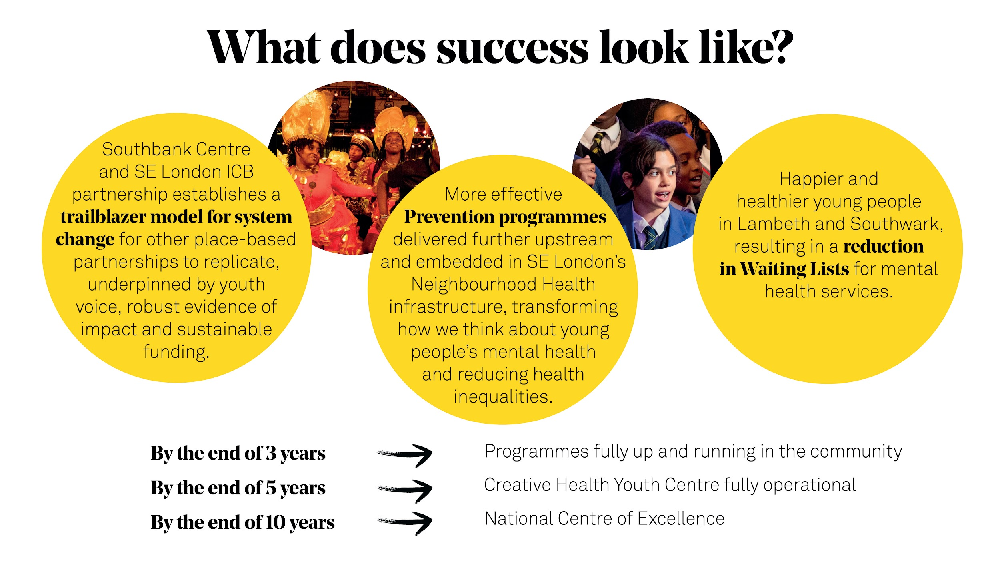 What does success look like?
Southbank Centre
and SE London ICB
partnership establishes a
trailblazer model for system
change for other place-based
partnerships to replicate,
underpinned by youth
voice, robust evidence of
impact and sustainable
funding.
More effective
Prevention programmes
delivered further upstream
and embedded in SE London’s
Neighbourhood Health
infrastructure, transforming
how we think about young
people’s mental health
and reducing health
inequalities.
Happier and
healthier young people
in Lambeth and Southwark,
resulting in a reduction
in Waiting Lists for mental
health services.
By the end of 3 years
Programmes fully up and running in the community
By the end of 5 years
Creative Health Youth Centre fully operational
By the end of 10 years
National Centre of Excellence